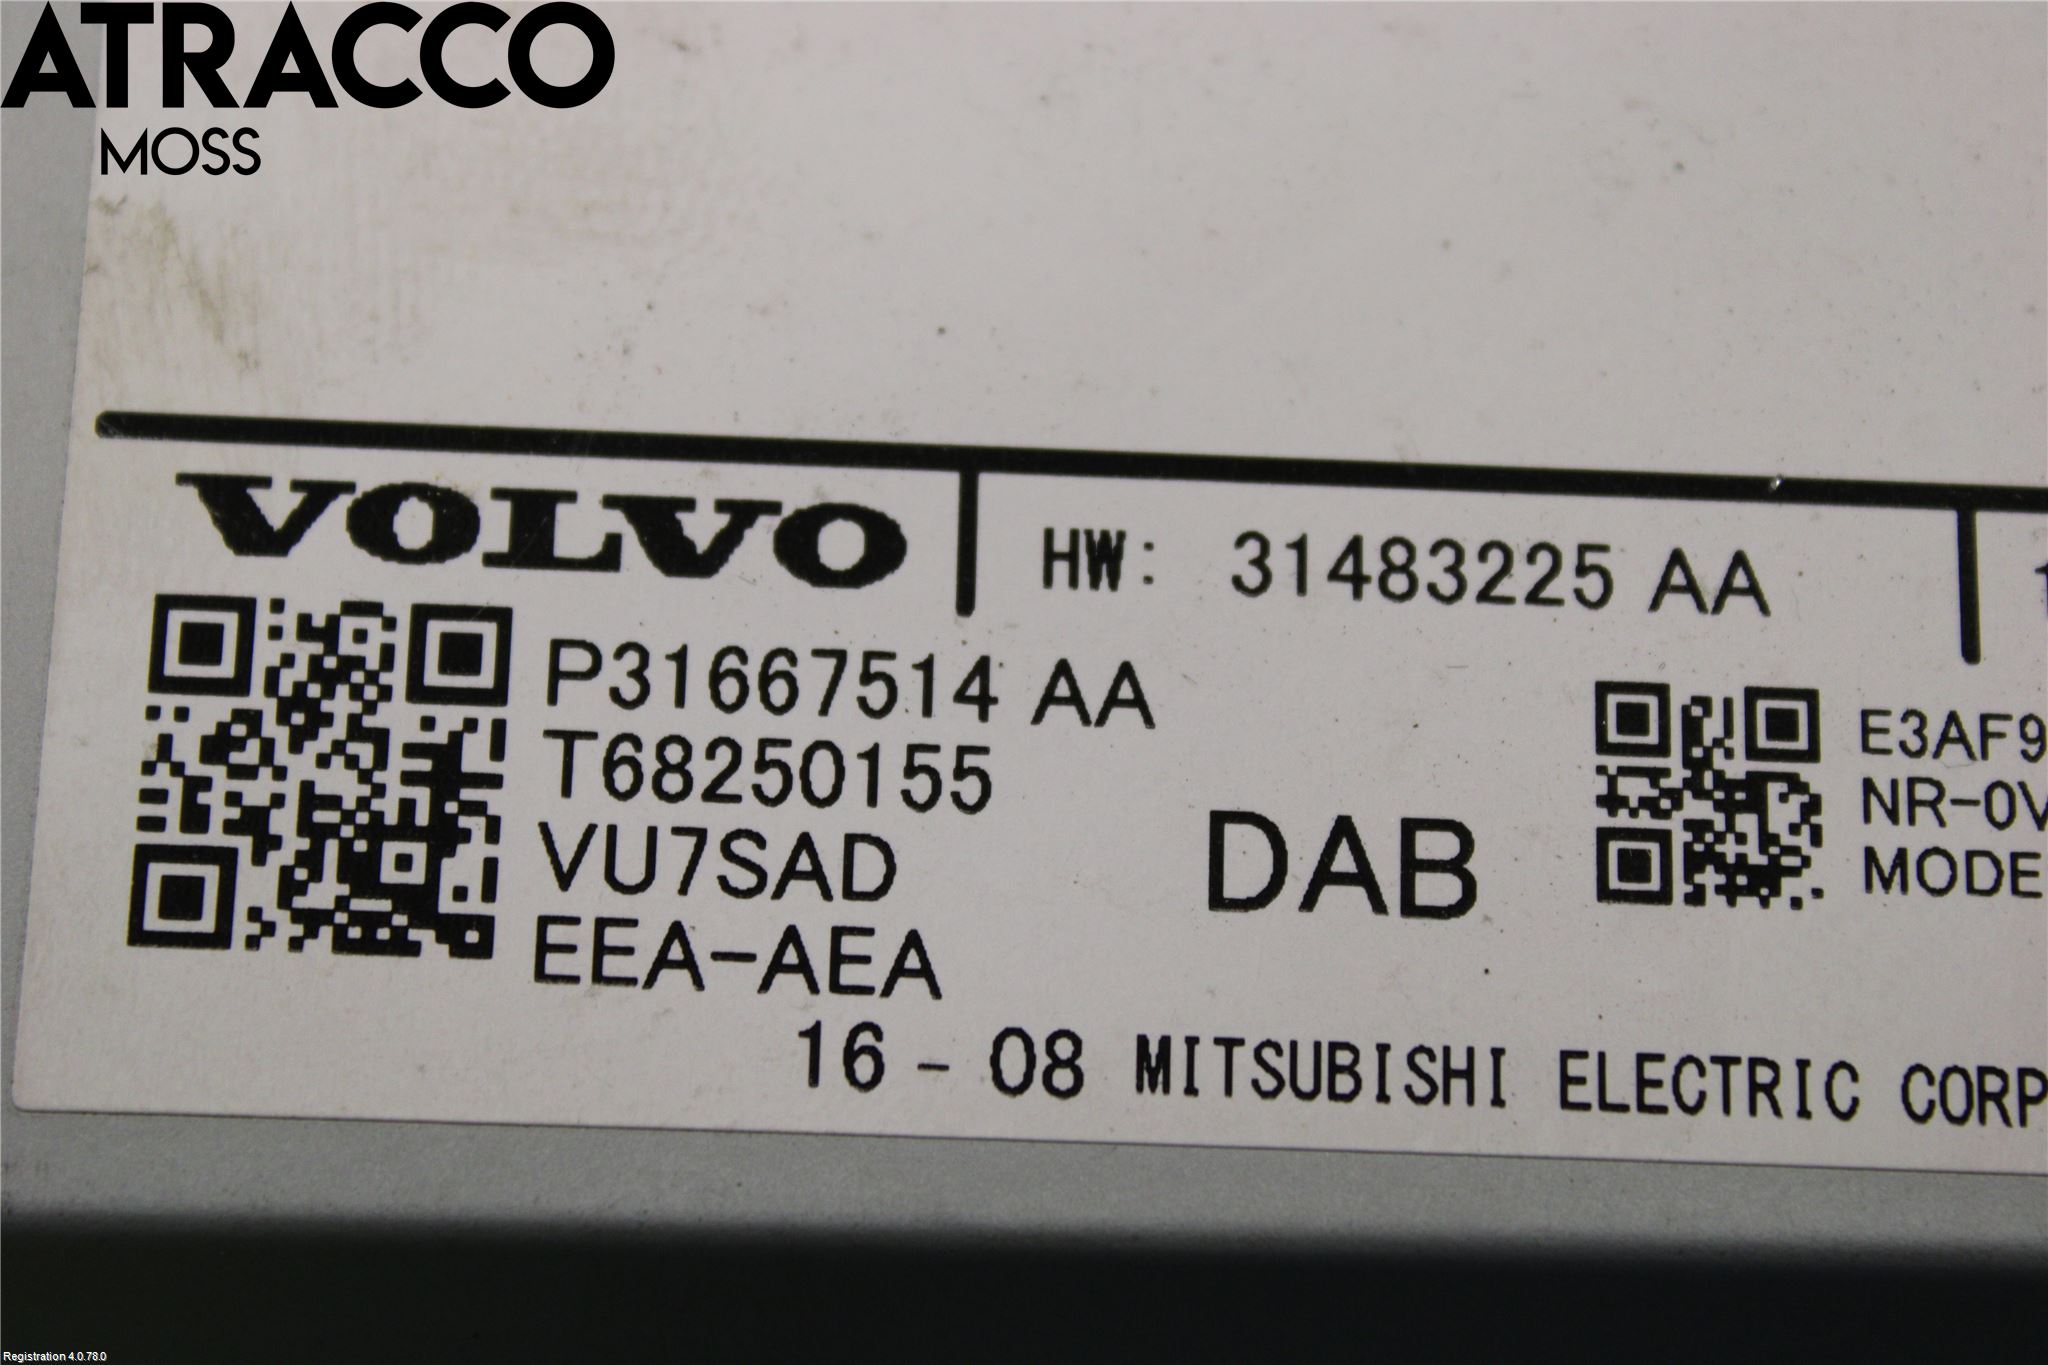 ATRACCO
MOSS
VOLVO
HW: 31483225 AA
P31667514 AA
T68250155
VU7SAD
EEA-AEA
DAB
E3AF9
NR-0V
MODE
16 - 08 MITSUBISHI ELECTRIC CORP
Registration 4.0.78.0